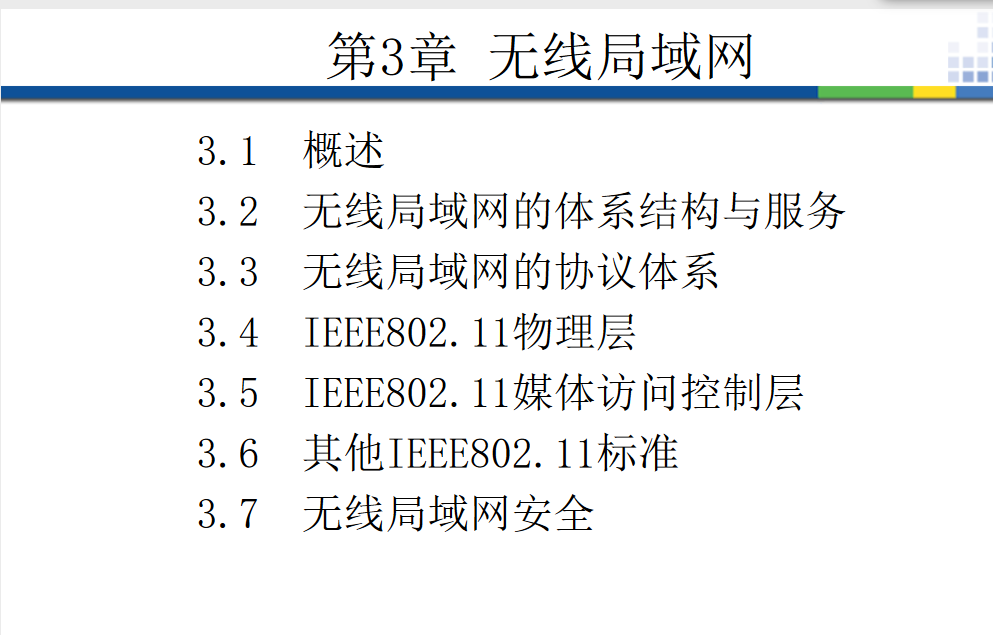 第3章 无线局域网
3.1 概述
3.2 无线局域网的体系结构与服务
3.3 无线局域网的协议体系
3.4 IEEE802.11物理层
3.5 IEEE802.11媒体访问控制层
3.6 其他IEEE802.11标准
3.7 无线局域网安全